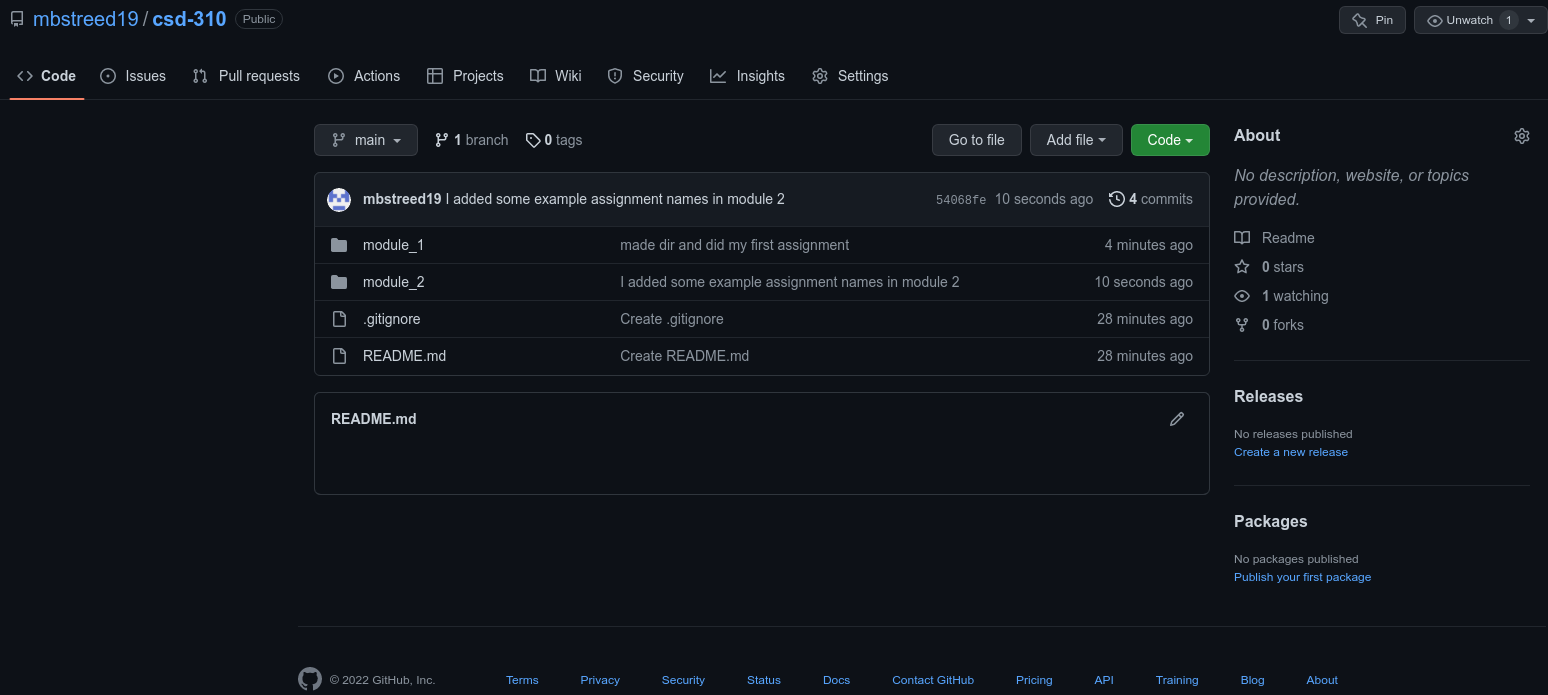 mbstreed19 / csd-310 Public
Pin Unwatch 1
Code Issues Pull requests Actions Projects Wiki Security Insights Settings
main 1 branch 0 tags Go to file Add file Code
mbstreed19 I added some example assignment names in module 2 54068fe 10 seconds ago 4 commits
module_1 made dir and did my first assignment 4 minutes ago
module_2 I added some example assignment names in module 2 10 seconds ago
.gitignore Create .gitignore 28 minutes ago
README.md Create README.md 28 minutes ago
README.md
About
No description, website, or topics
provided.
Readme
0 stars
1 watching
0 forks
Releases
No releases published
Create a new release
Packages
No packages published
Publish your first package
© 2022 GitHub, Inc. Terms Privacy Security Status Docs Contact GitHub Pricing API Training Blog About